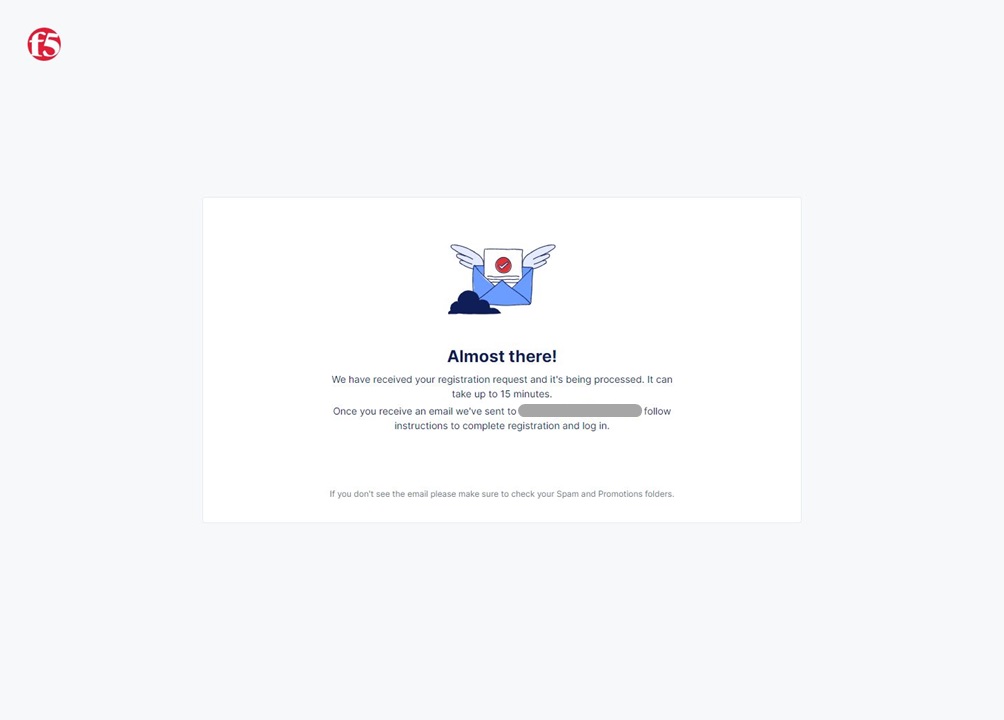 f5
Almost there!
We have received your registration request and it's being processed. It can
take up to 15 minutes.
Once you receive an email we've sent to follow
instructions to complete registration and log in.
If you don't see the email please make sure to check your Spam and Promotions folders.